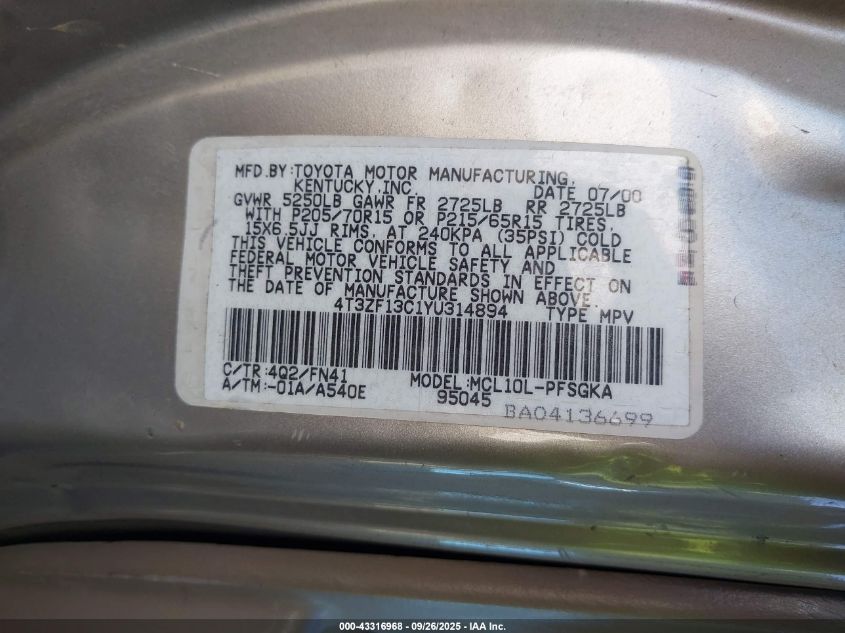 MFD.BY:TOYOTA MOTOR MANUFACTURING,
KENTUCKY,INC. DATE 07/00
GVWR 5250LB GAWR FR 2725LB RR 2725LB
WITH P205/70R15 OR P215/65R15 TIRES,
15X6.5JJ RIMS, AT 240KPA (35PSI) COLD
THIS VEHICLE CONFORMS TO ALL APPLICABLE
FEDERAL MOTOR VEHICLE SAFETY AND
THEFT PREVENTION STANDARDS IN EFFECT ON
THE DATE OF MANUFACTURE SHOWN ABOVE.
4T3ZF13C1YU314894 TYPE MPV
C/TR:4Q2/FN41 MODEL:MCL10L-PFSGKA
A/TM:-01A/A540E 95045
BA04136699
000-43316968 - 09/26/2025 - IAA Inc.